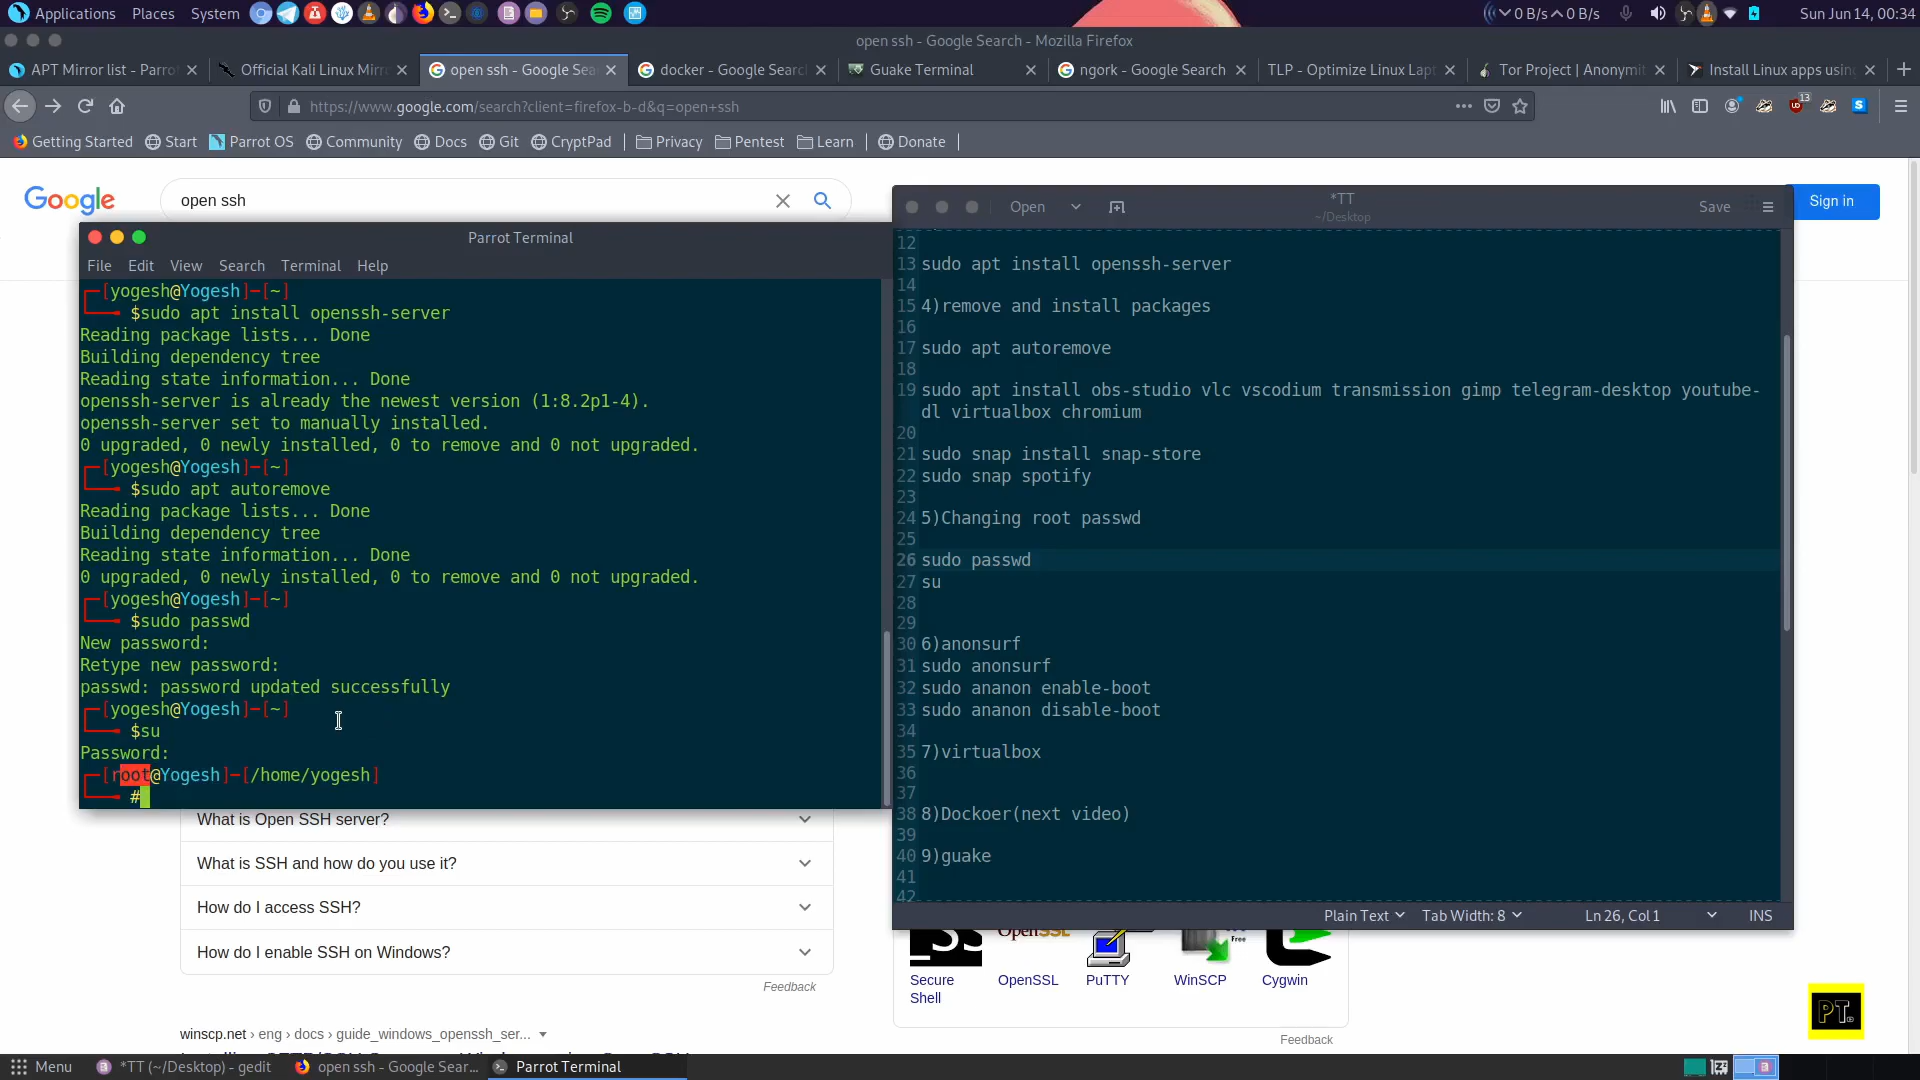 Applications Places System
0 B/s 0 B/s
Sun Jun 14, 00:34
open ssh - Google Search - Mozilla Firefox
APT Mirror list - Parro
Official Kali Linux Mirr
open ssh - Google Sea
docker - Google Searc
Guake Terminal
ngork - Google Search
TLP - Optimize Linux Lapt
Tor Project | Anonymit
Install Linux apps usin
https://www.google.com/search?client=firefox-b-d&q=open+ssh
13
Getting Started Start Parrot OS Community Docs Git CryptPad Privacy Pentest Learn Donate
Google
open ssh
Sign in
Parrot Terminal
File Edit View Search Terminal Help
[yogesh@Yogesh]-[~]
$sudo apt install openssh-server
Reading package lists... Done
Building dependency tree
Reading state information... Done
openssh-server is already the newest version (1:8.2p1-4).
openssh-server set to manually installed.
0 upgraded, 0 newly installed, 0 to remove and 0 not upgraded.
[yogesh@Yogesh]-[~]
$sudo apt autoremove
Reading package lists... Done
Building dependency tree
Reading state information... Done
0 upgraded, 0 newly installed, 0 to remove and 0 not upgraded.
[yogesh@Yogesh]-[~]
$sudo passwd
New password:
Retype new password:
passwd: password updated successfully
[yogesh@Yogesh]-[~]
$su
Password:
[root@Yogesh]-[/home/yogesh]
#
Open
*TT
~/Desktop
Save
12
13 sudo apt install openssh-server
14
15 4)remove and install packages
16
17 sudo apt autoremove
18
19 sudo apt install obs-studio vlc vscodium transmission gimp telegram-desktop youtube-
dl virtualbox chromium
20
21 sudo snap install snap-store
22 sudo snap spotify
23
24 5)Changing root passwd
25
26 sudo passwd
27 su
28
29
30 6)anonsurf
31 sudo anonsurf
32 sudo ananon enable-boot
33 sudo ananon disable-boot
34
35 7)virtualbox
36
37
38 8)Dockoer(next video)
39
40 9)guake
41
42
Plain Text Tab Width: 8 Ln 26, Col 1 INS
What is Open SSH server?
What is SSH and how do you use it?
How do I access SSH?
How do I enable SSH on Windows?
Feedback
winscp.net › eng › docs › guide_windows_openssh_ser...
OpenSSL
Free
Secure
Shell
OpenSSL
PuTTY
WinSCP
Cygwin
Feedback
PT
Menu *TT (~/Desktop) - gedit open ssh - Google Sear... Parrot Terminal